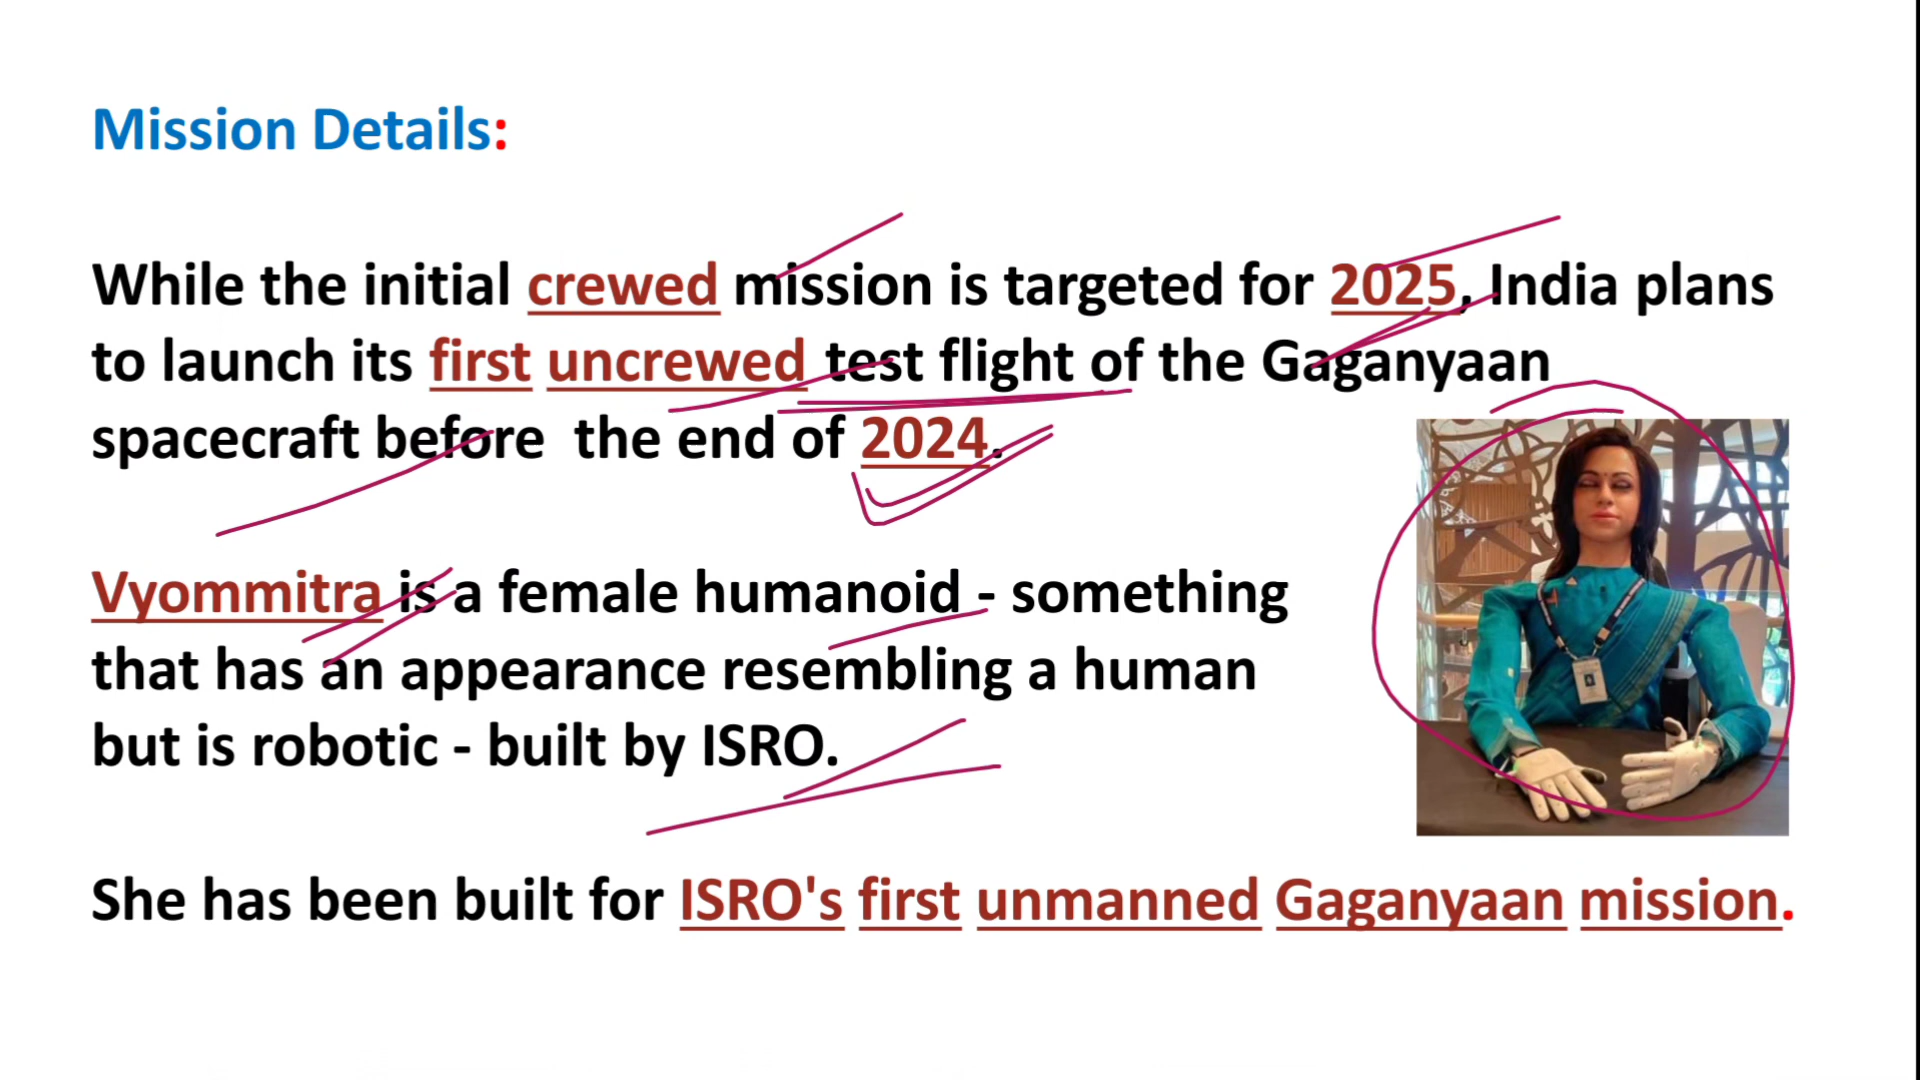 Mission Details:
While the initial crewed mission is targeted for 2025, India plans
to launch its first uncrewed test flight of the Gaganyaan
spacecraft before the end of 2024.
Vyommitra is a female humanoid - something
that has an appearance resembling a human
but is robotic - built by ISRO.
She has been built for ISRO's first unmanned Gaganyaan mission.